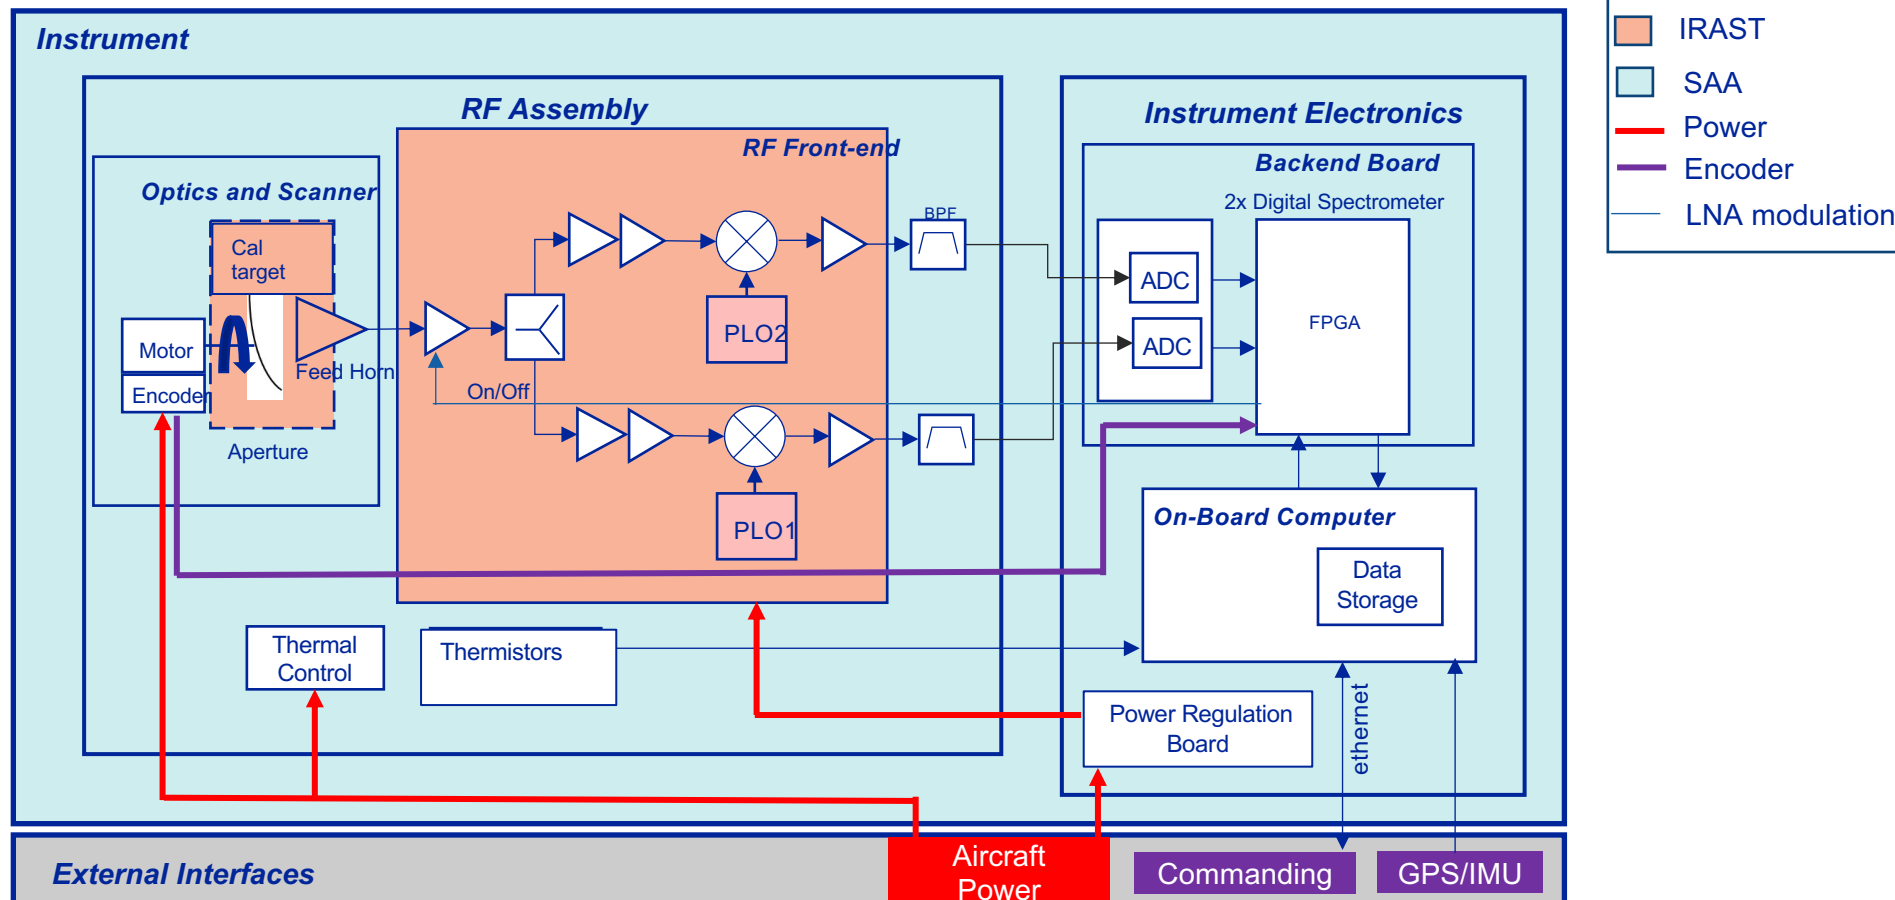 Instrument
RF Assembly
RF Front-end
Optics and Scanner
Cal
target
Motor
Encoder
Feed Horn
Aperture
PLO2
On/Off
PLO1
BPF
Thermal
Control
Thermistors
Instrument Electronics
Backend Board
2x Digital Spectrometer
ADC
ADC
FPGA
On-Board Computer
Data
Storage
Power Regulation
Board
ethernet
External Interfaces
Aircraft
Power
Commanding
GPS/IMU
IRAST
SAA
Power
Encoder
LNA modulation